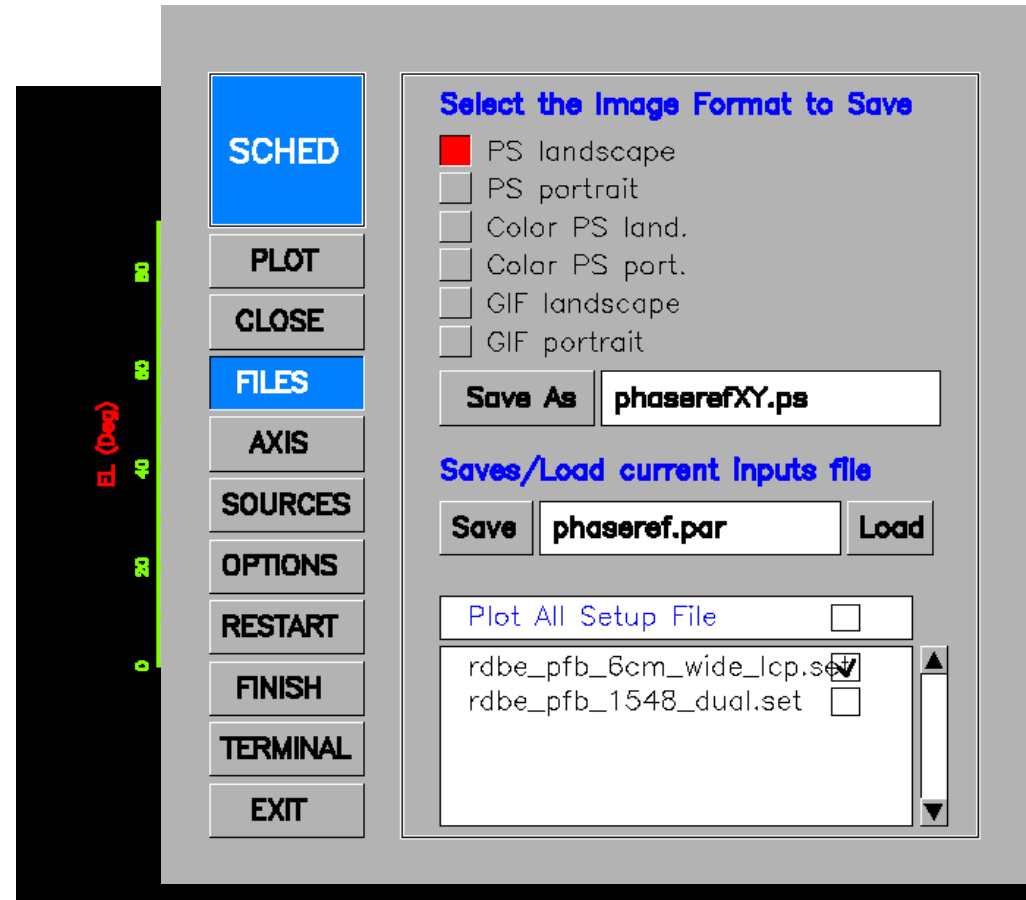 SCHED
PLOT
CLOSE
FILES
AXIS
SOURCES
OPTIONS
RESTART
FINISH
TERMINAL
EXIT
Select the Image Format to Save
PS landscape
PS portrait
Color PS land.
Color PS port.
GIF landscape
GIF portrait
Save As phaserefXY.ps
Saves/Load current inputs file
Save phaseref.par Load
Plot All Setup File
rdbe_pfb_6cm_wide_lcp.set
rdbe_pfb_1548_dual.set
EL (Deg)
80
60
40
20
0